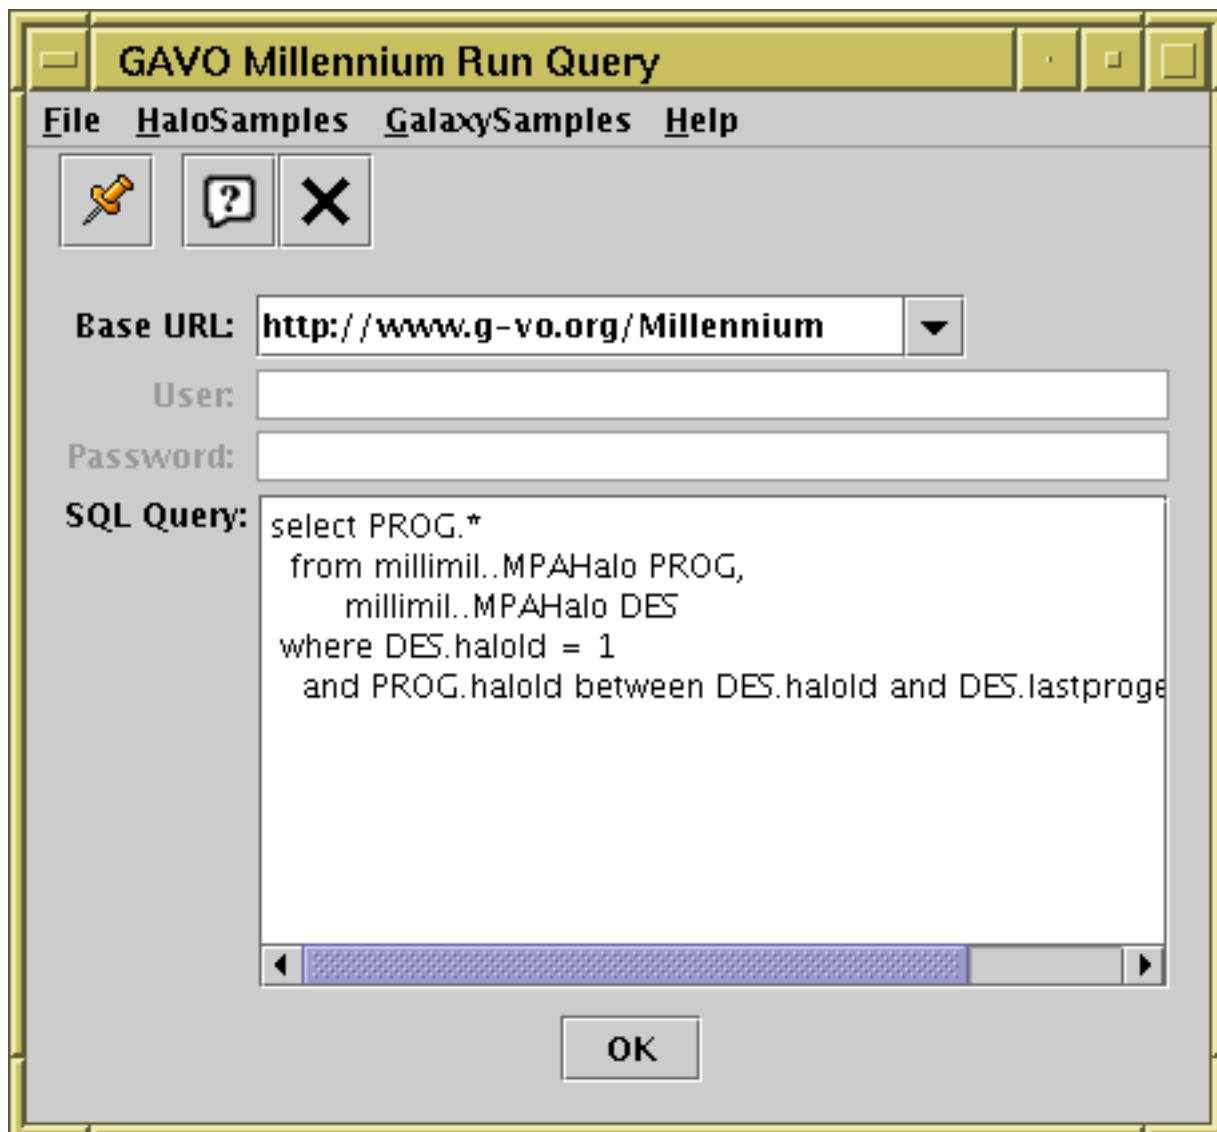 GAVO Millennium Run Query
File HaloSamples GalaxySamples Help
?
Base URL: http://www.g-vo.org/Millennium
User:
Password:
SQL Query:
select PROG.*
from millimil..MPAHalo PROG,
millimil..MPAHalo DES
where DES.haloId = 1
and PROG.haloId between DES.haloId and DES.lastproge
OK